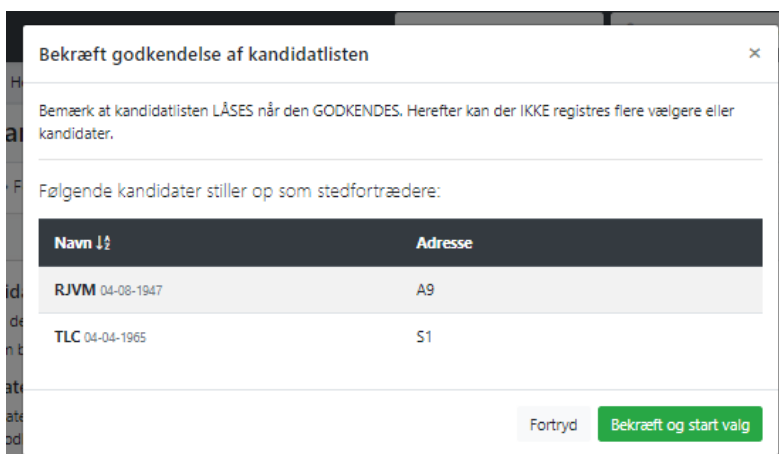 Bekræft godkendelse af kandidatlisten ×
Bemærk at kandidatlisten LÅSES når den GODKENDES. Herefter kan der IKKE registres flere vælgere eller
kandidater.
Følgende kandidater stiller op som stedfortrædere:
Navn Adresse
RJVM 04-08-1947 A9
TLC 04-04-1965 S1
Fortryd Bekræft og start valg